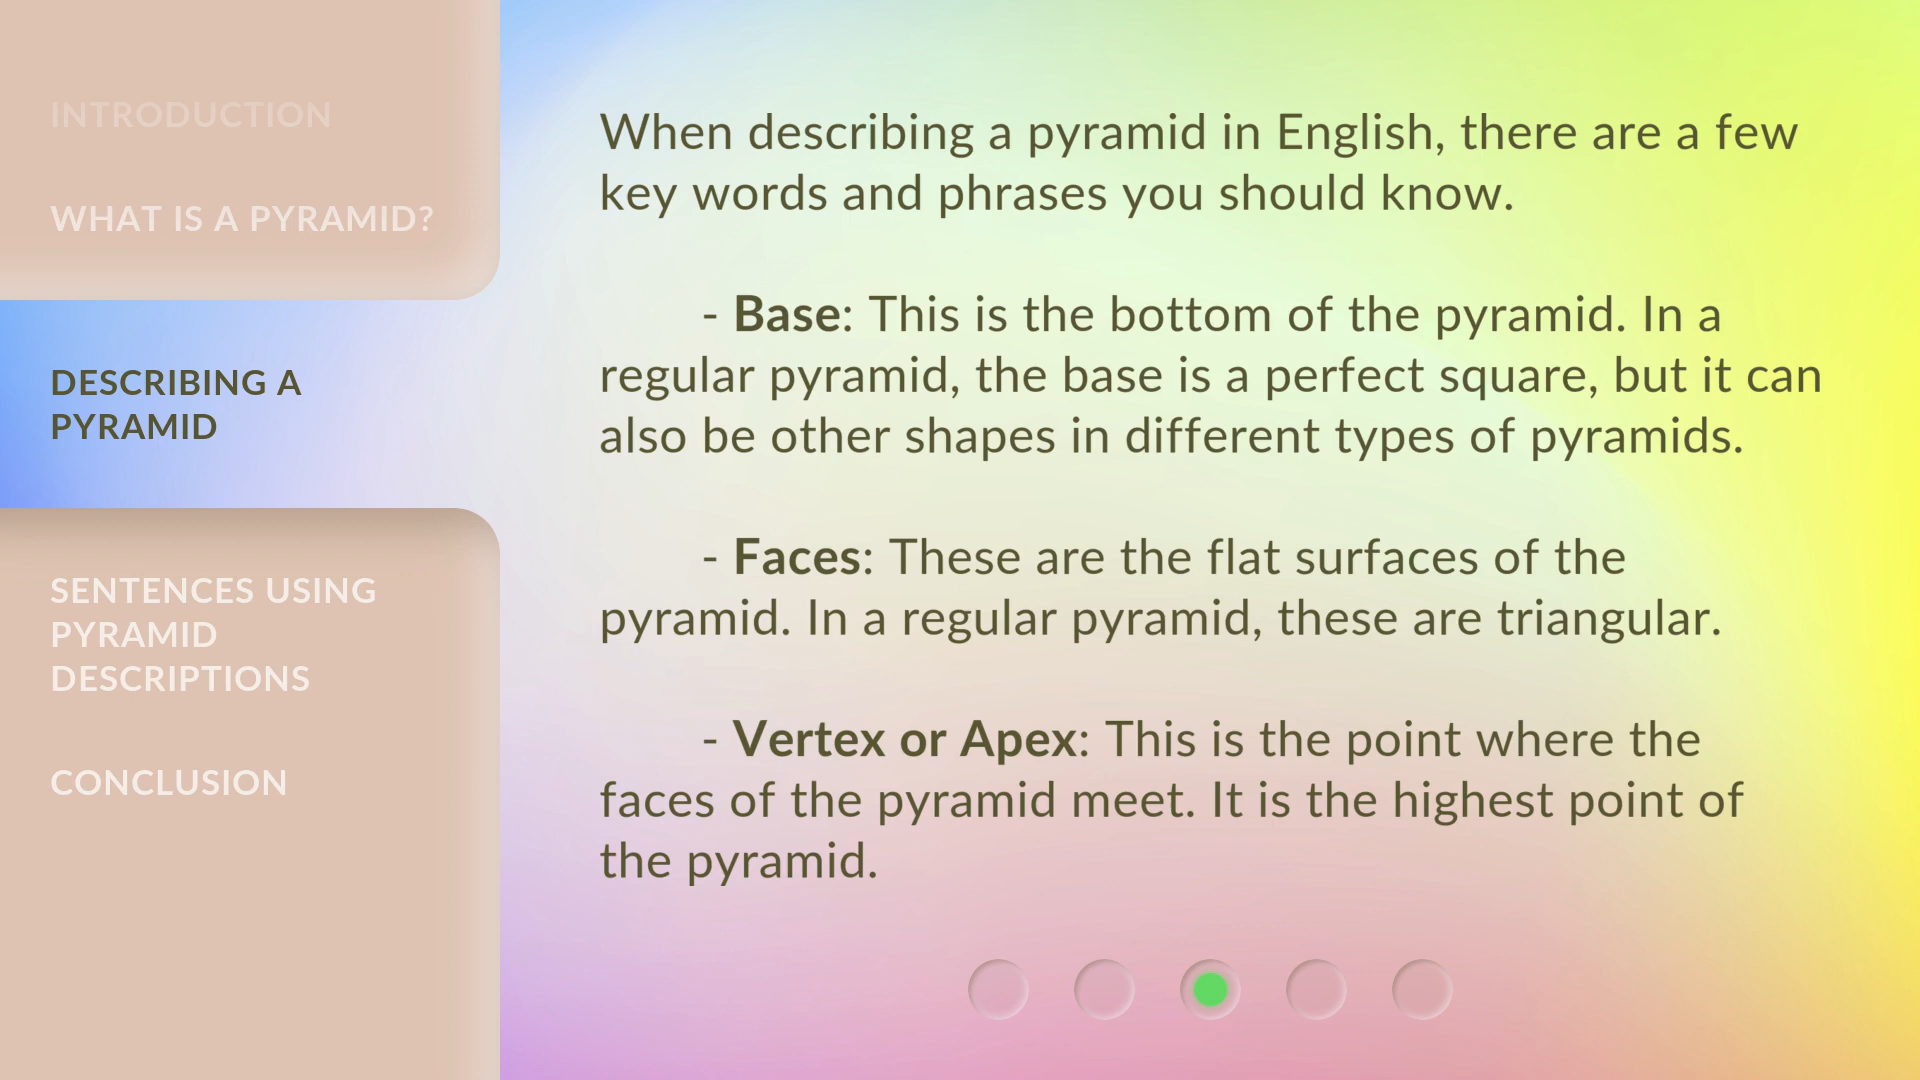 INTRODUCTION
WHAT IS A PYRAMID?
DESCRIBING A
PYRAMID
SENTENCES USING
PYRAMID
DESCRIPTIONS
CONCLUSION
When describing a pyramid in English, there are a few
key words and phrases you should know.
- Base: This is the bottom of the pyramid. In a
regular pyramid, the base is a perfect square, but it can
also be other shapes in different types of pyramids.
- Faces: These are the flat surfaces of the
pyramid. In a regular pyramid, these are triangular.
- Vertex or Apex: This is the point where the
faces of the pyramid meet. It is the highest point of
the pyramid.